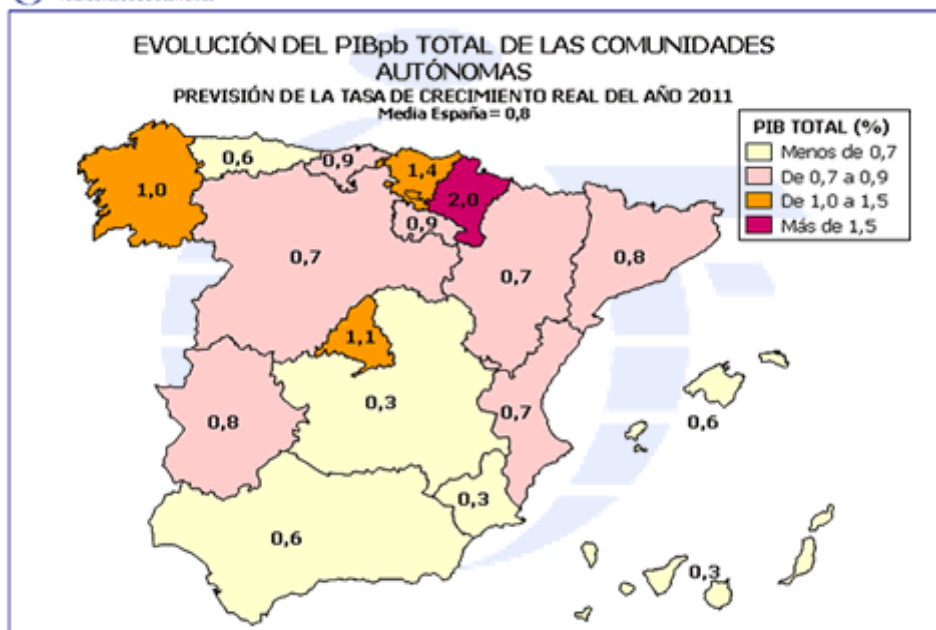 EVOLUCIÓN DEL PIBpb TOTAL DE LAS COMUNIDADES
AUTÓNOMAS
PREVISIÓN DE LA TASA DE CRECIMIENTO REAL DEL AÑO 2011
Media España= 0,8
PIB TOTAL (%)
Menos de 0,7
De 0,7 a 0,9
De 1,0 a 1,5
Más de 1,5
0,6
0,9
1,4
1,0
2,0
0,9
0,7
0,7
0,8
1,1
0,3
0,8
0,7
0,6
0,3
0,6
0,3